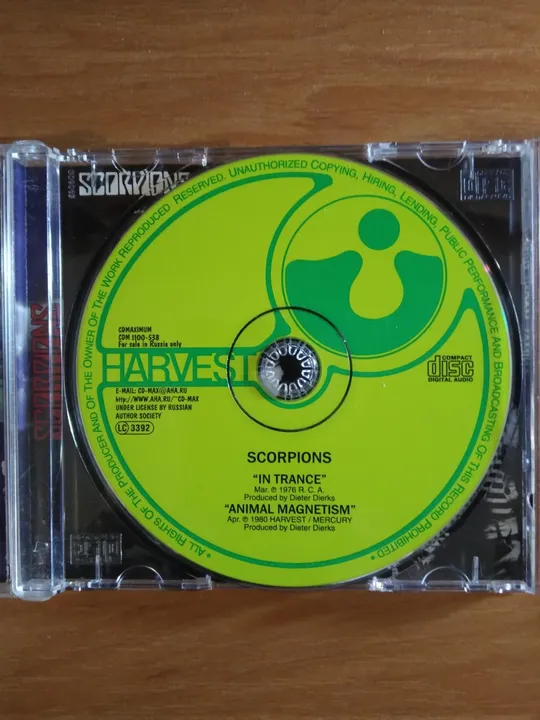 SCORPIONS
* ALL RIGHTS OF THE PRODUCER AND OF THE OWNER OF THE WORK REPRODUCED RESERVED. UNAUTHORIZED COPYING, HIRING, LENDING, PUBLIC PERFORMANCE AND BROADCASTING OF THIS RECORD PROHIBITED *
CDMAXIMUM
CDM 1100-538
For sale in Russia only
HARVEST
E-MAIL: CD-MAX@AHA.RU
http://WWW.AHA.RU/~CD-MAX
UNDER LICENSE BY RUSSIAN
AUTHOR SOCIETY
LC 3392
COMPACT
disc
DIGITAL AUDIO
SCORPIONS
“IN TRANCE”
Mar. ℗ 1976 R. C. A.
Produced by Dieter Dierks
“ANIMAL MAGNETISM”
Apr. ℗ 1980 HARVEST / MERCURY
Produced by Dieter Dierks